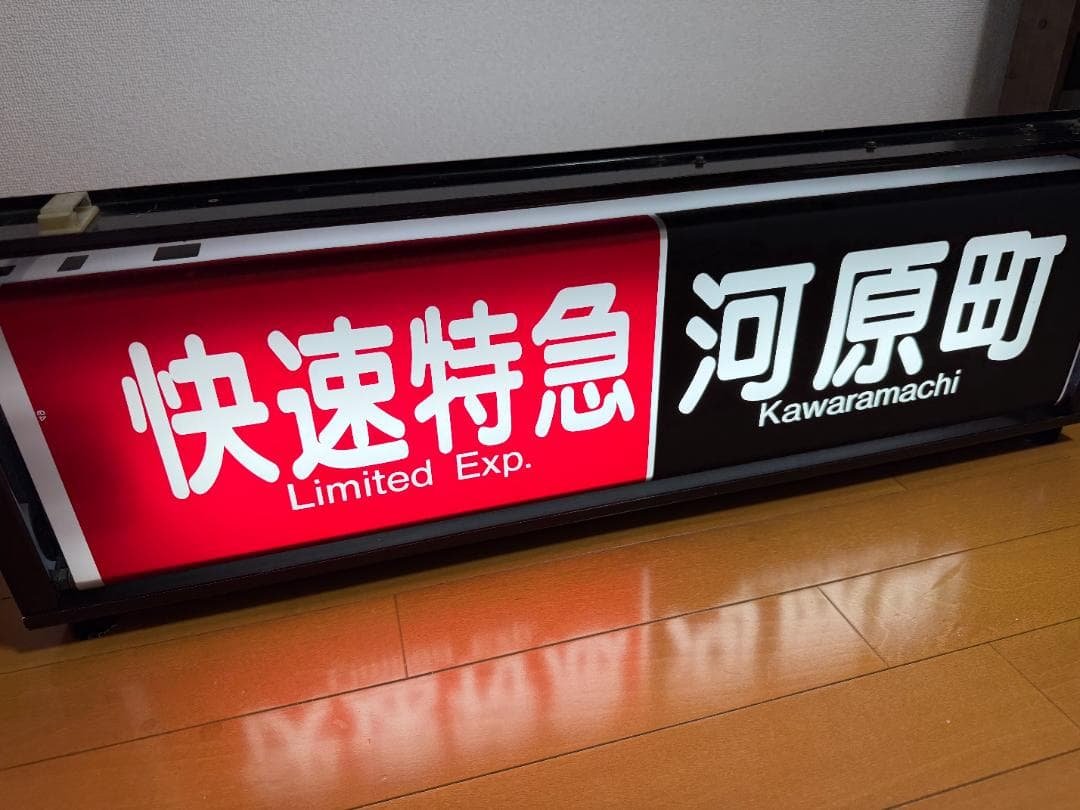 快速特急
Limited Exp.
河原町
Kawaramachi